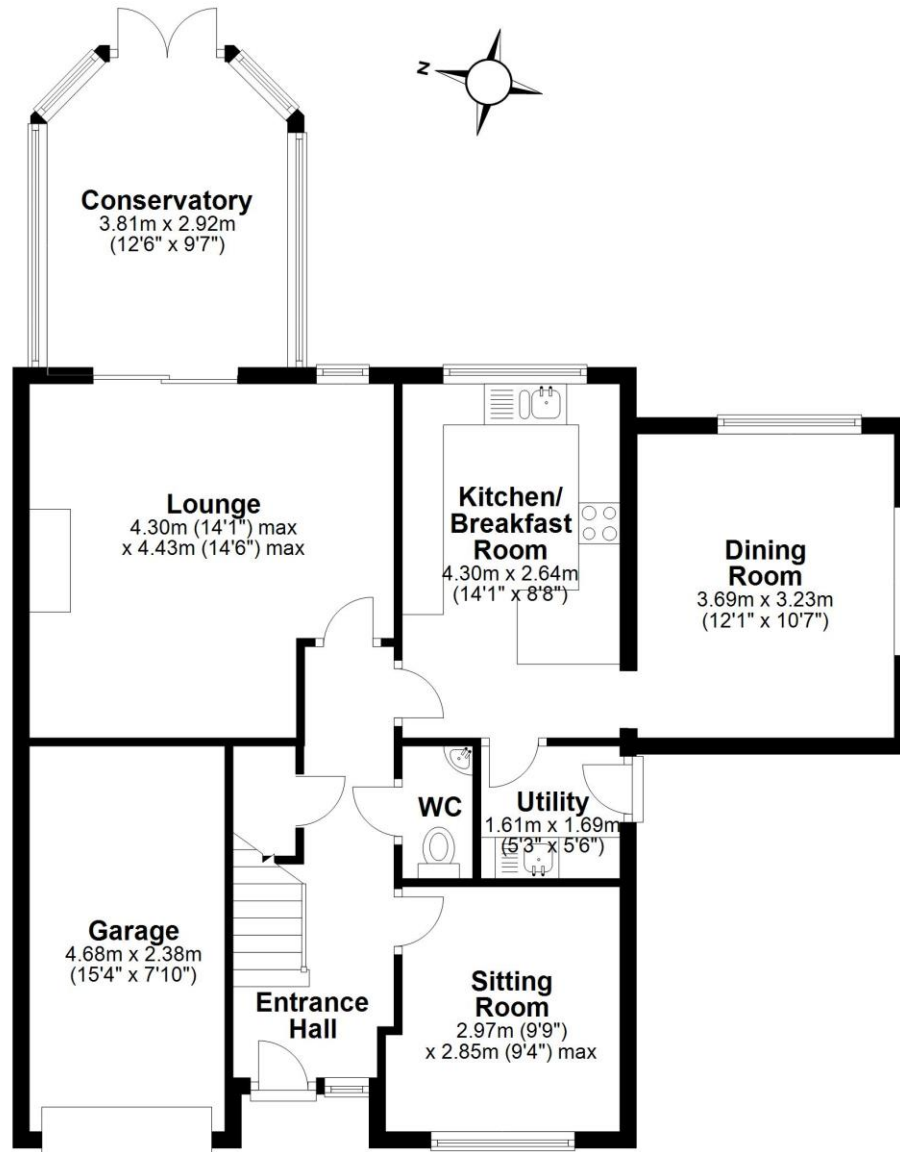 N
Conservatory
3.81m x 2.92m
(12'6" x 9'7")
Lounge
4.30m (14'1") max
x 4.43m (14'6") max
Kitchen/
Breakfast
Room
4.30m x 2.64m
(14'1" x 8'8")
Dining
Room
3.69m x 3.23m
(12'1" x 10'7")
WC
Utility
1.61m x 1.69m
(5'3" x 5'6")
Garage
4.68m x 2.38m
(15'4" x 7'10")
Entrance
Hall
Sitting
Room
2.97m (9'9")
x 2.85m (9'4") max